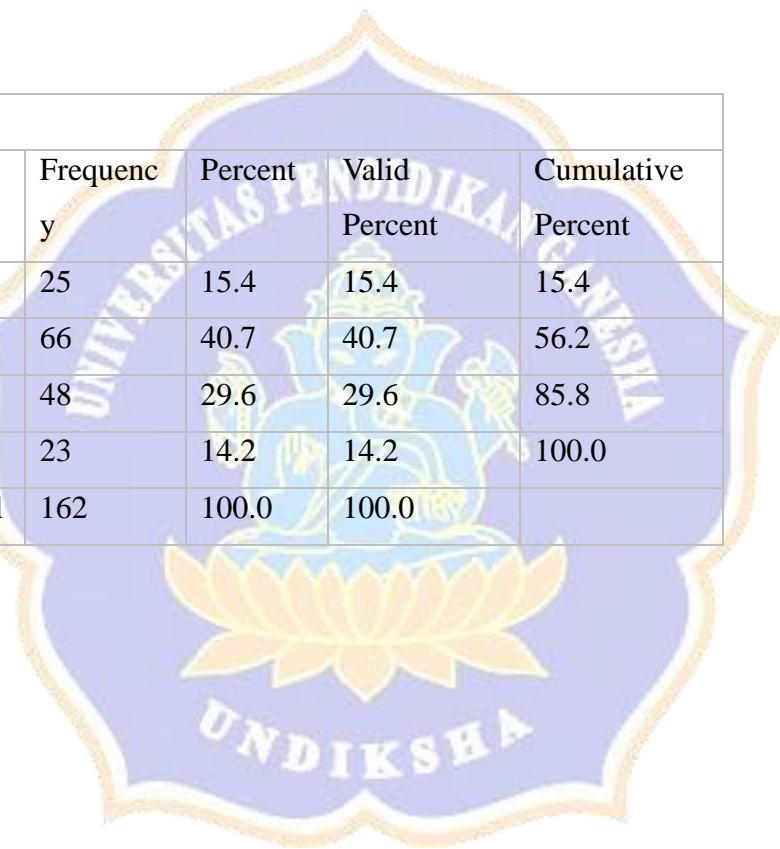 Frequenc Percent Valid Cumulative
y Percent Percent
25 15.4 15.4 15.4
66 40.7 40.7 56.2
48 29.6 29.6 85.8
23 14.2 14.2 100.0
162 100.0 100.0
UNIVERSITAS PENDIDIKAN GANESHA
UNDIKSHA